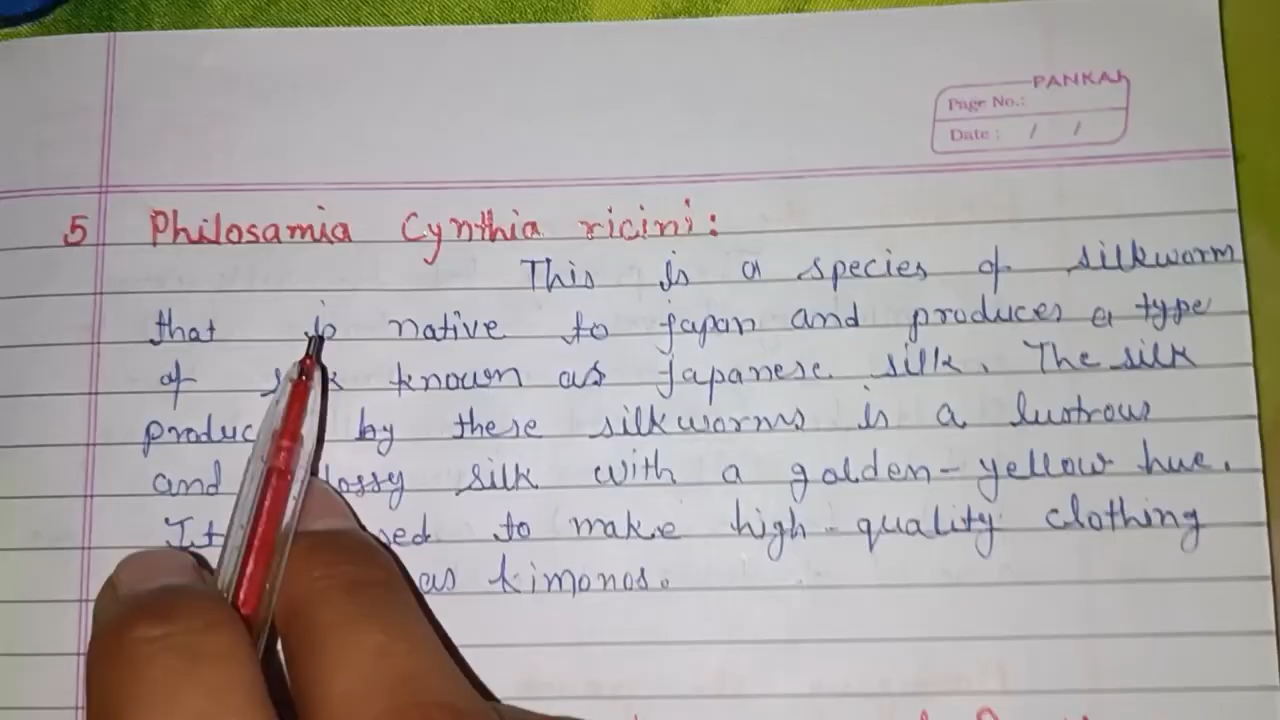 PANKAJ
Page No.:
Date : / /
5 Philosamia Cynthia ricini:
This is a species of silkworm
that is native to japan and produces a type
of known as japanese silk. The silk
by these silkworms is a lustrous
and silk with a golden-yellow hue.
It to make high-quality clothing
as kimonos.